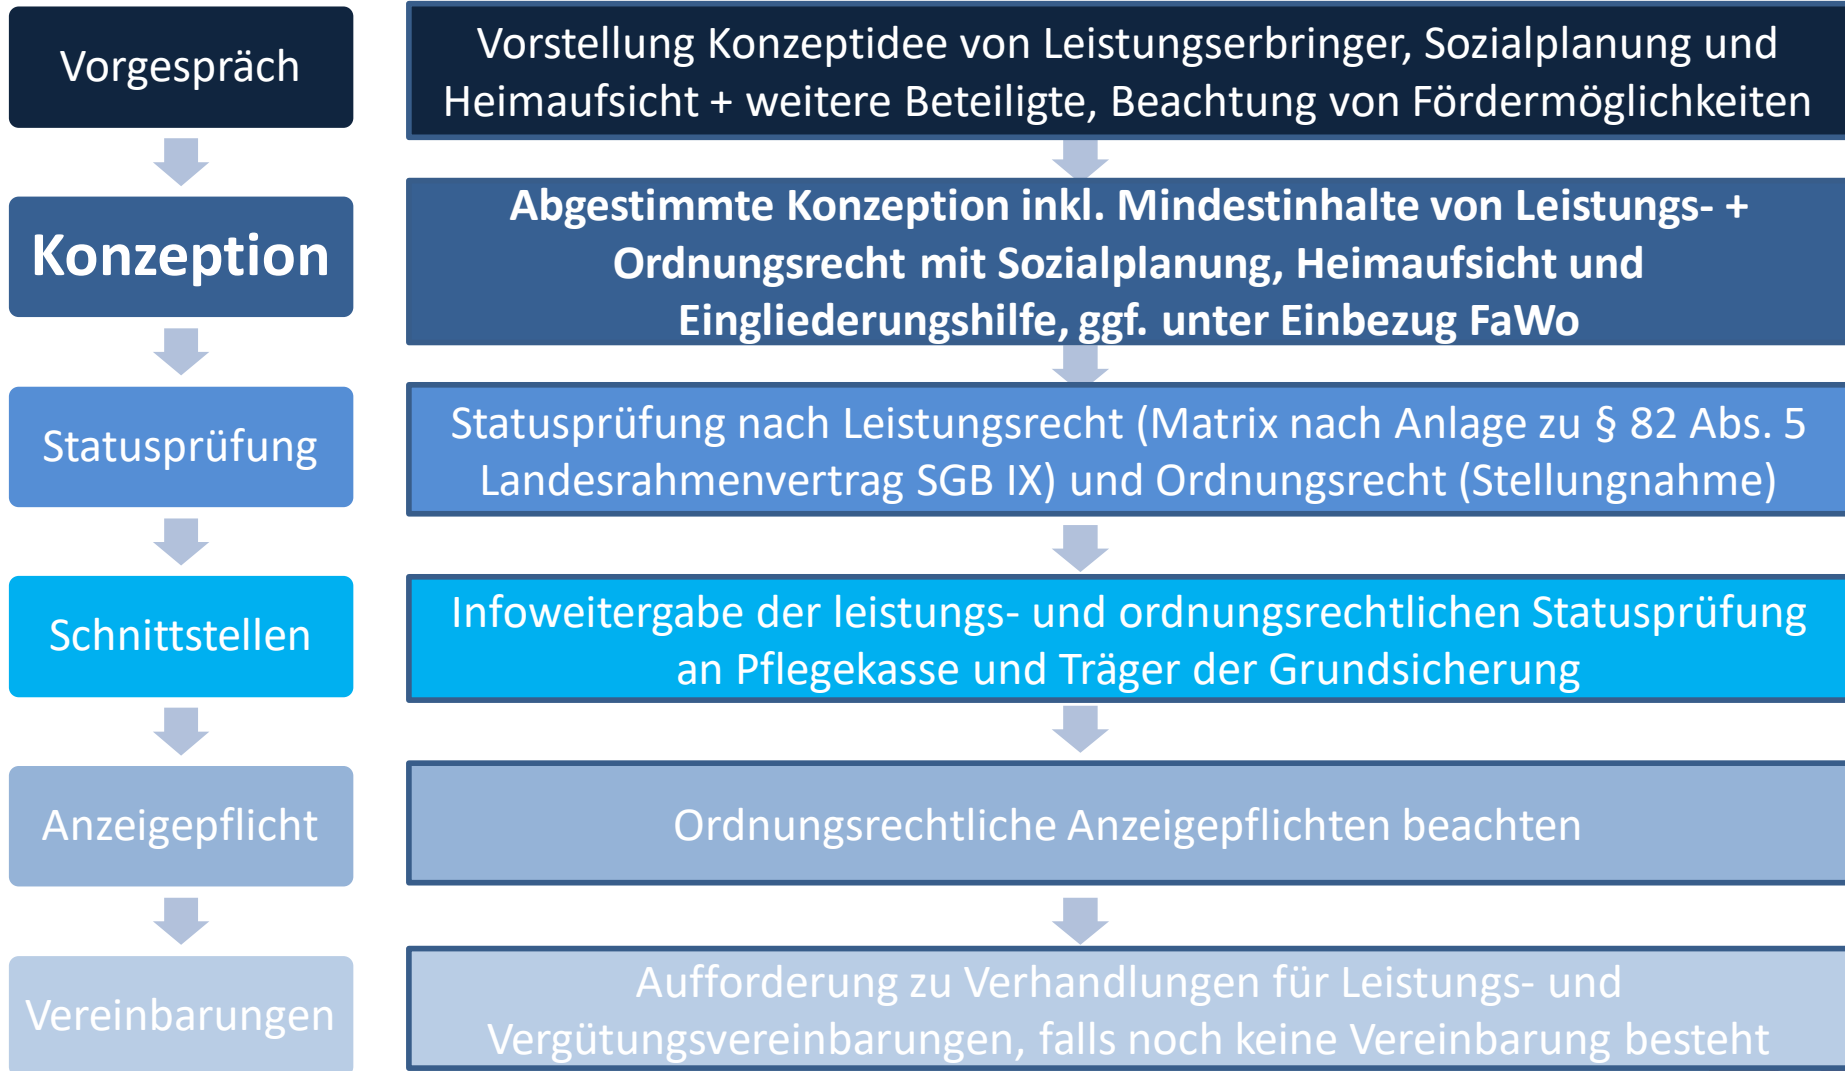 Vorgespräch
Vorstellung Konzeptidee von Leistungserbringer, Sozialplanung und
Heimaufsicht + weitere Beteiligte, Beachtung von Fördermöglichkeiten
Konzeption
Abgestimmte Konzeption inkl. Mindestinhalte von Leistungs- +
Ordnungsrecht mit Sozialplanung, Heimaufsicht und
Eingliederungshilfe, ggf. unter Einbezug FaWo
Statusprüfung
Statusprüfung nach Leistungsrecht (Matrix nach Anlage zu § 82 Abs. 5
Landesrahmenvertrag SGB IX) und Ordnungsrecht (Stellungnahme)
Schnittstellen
Infoweitergabe der leistungs- und ordnungsrechtlichen Statusprüfung
an Pflegekasse und Träger der Grundsicherung
Anzeigepflicht
Ordnungsrechtliche Anzeigepflichten beachten
Vereinbarungen
Aufforderung zu Verhandlungen für Leistungs- und
Vergütungsvereinbarungen, falls noch keine Vereinbarung besteht